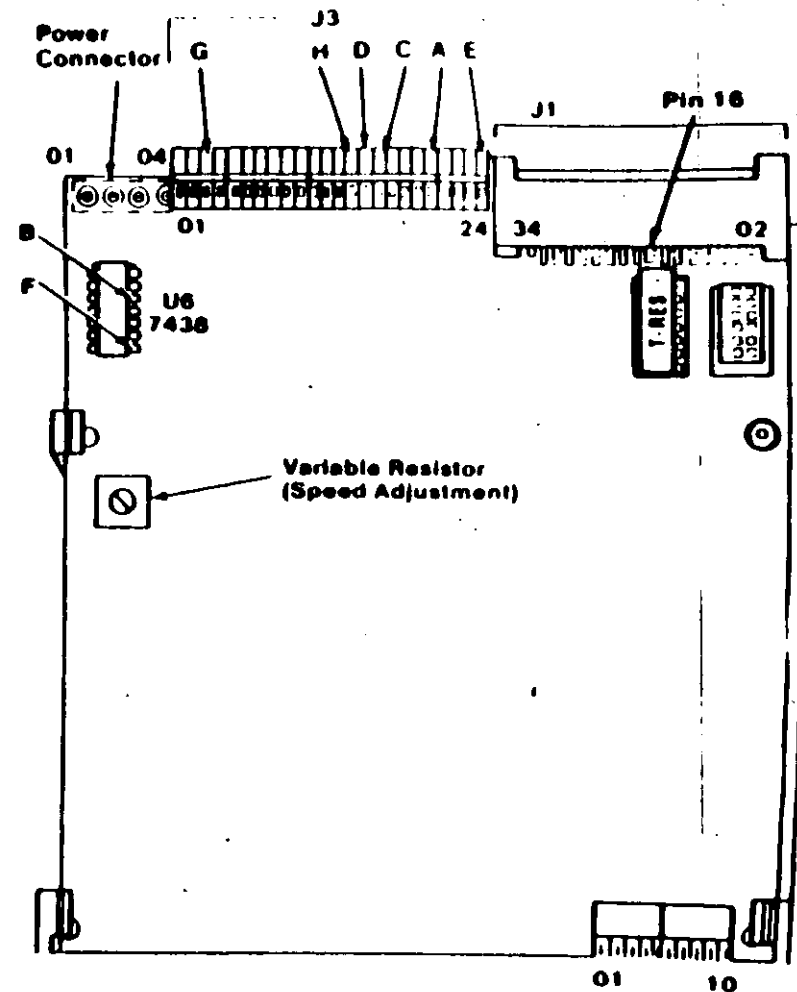 J3
Power
Connector
G H D C A E
J1 Pin 16
01 04
01 24 34 02
B
F
U6
7438
T-RES
Variable Resistor
(Speed Adjustment)
01 10